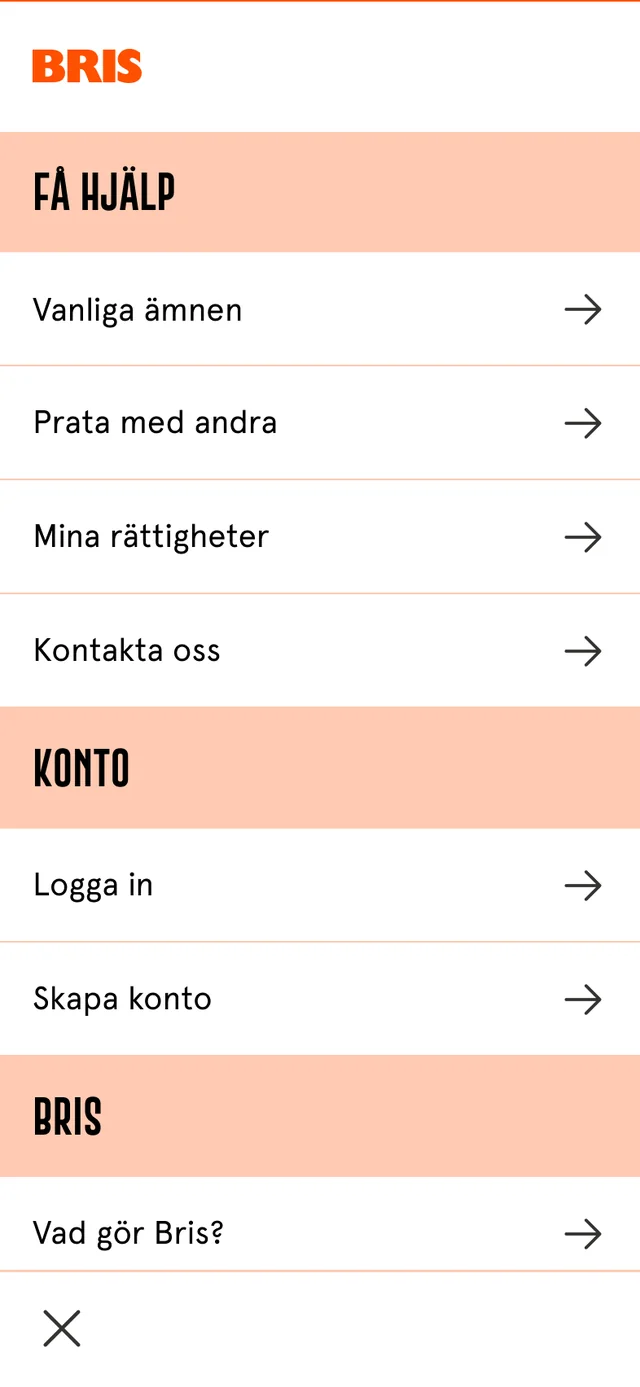 BRIS
FÅ HJÄLP
Vanliga ämnen
Prata med andra
Mina rättigheter
Kontakta oss
KONTO
Logga in
Skapa konto
BRIS
Vad gör Bris?